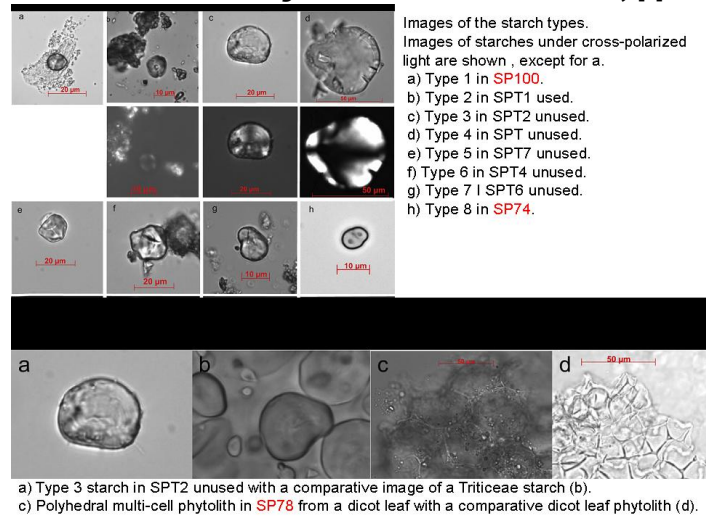 a
b
c
d
20 µm
10 µm
20 µm
20 µm
50 µm
e
f
g
h
20 µm
20 µm
10 µm
10 µm
Images of the starch types.
Images of starches under cross-polarized
light are shown , except for a.
a) Type 1 in SP100.
b) Type 2 in SPT1 used.
c) Type 3 in SPT2 unused.
d) Type 4 in SPT unused.
e) Type 5 in SPT7 unused.
f) Type 6 in SPT4 unused.
g) Type 7 I SPT6 unused.
h) Type 8 in SP74.
a
b
c
d
50 µm
a) Type 3 starch in SPT2 unused with a comparative image of a Triticeae starch (b).
c) Polyhedral multi-cell phytolith in SP78 from a dicot leaf with a comparative dicot leaf phytolith (d).